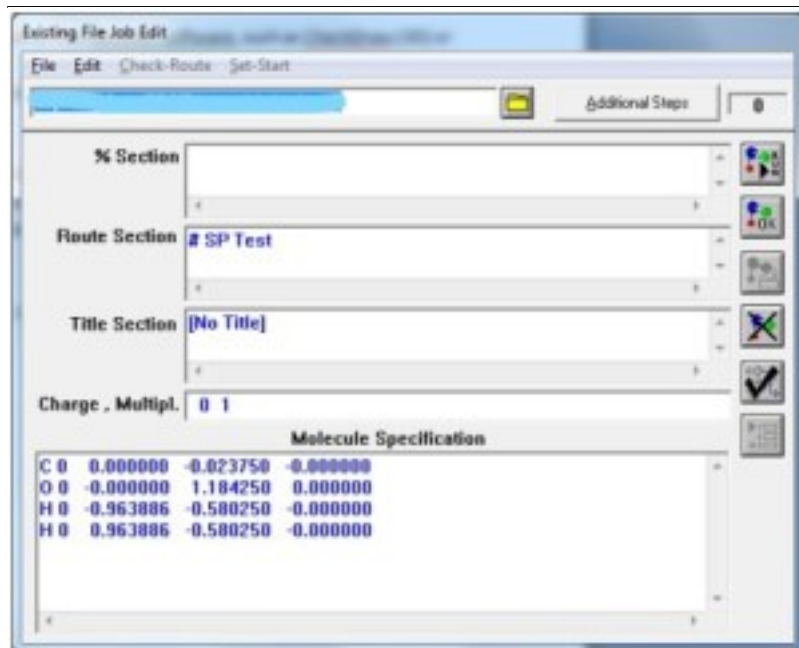 Existing File Job Edit
File Edit Check-Route Set-Start
Additional Steps 0
% Section
Route Section # SP Test
Title Section [No Title]
Charge , Multipl. 0 1
Molecule Specification
C 0 0.000000 -0.023750 -0.000000
O 0 -0.000000 1.184250 0.000000
H 0 -0.963886 -0.580250 -0.000000
H 0 0.963886 -0.580250 -0.000000